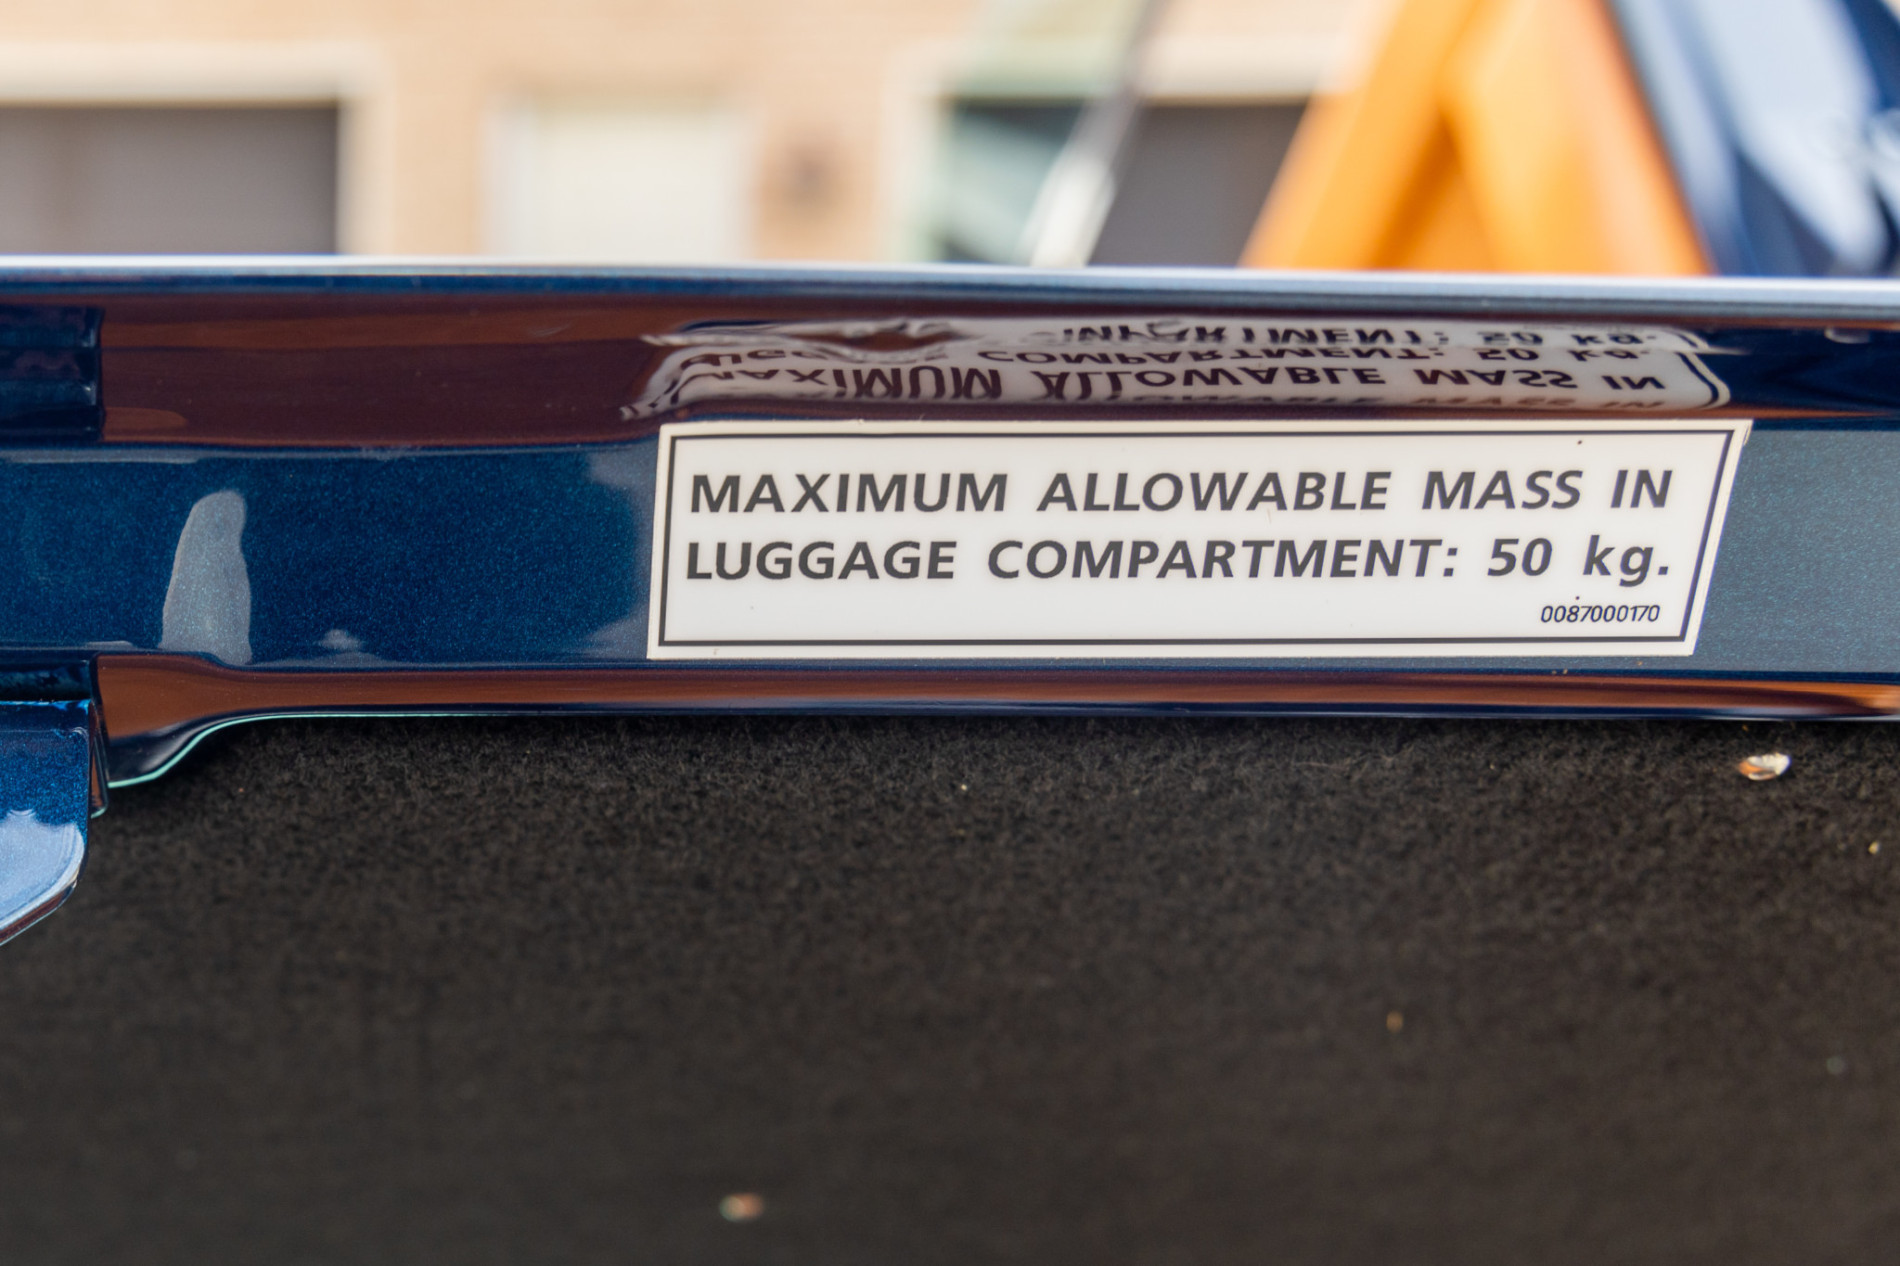 MAXIMUM ALLOWABLE MASS IN
LUGGAGE COMPARTMENT: 50 kg.
0087000170